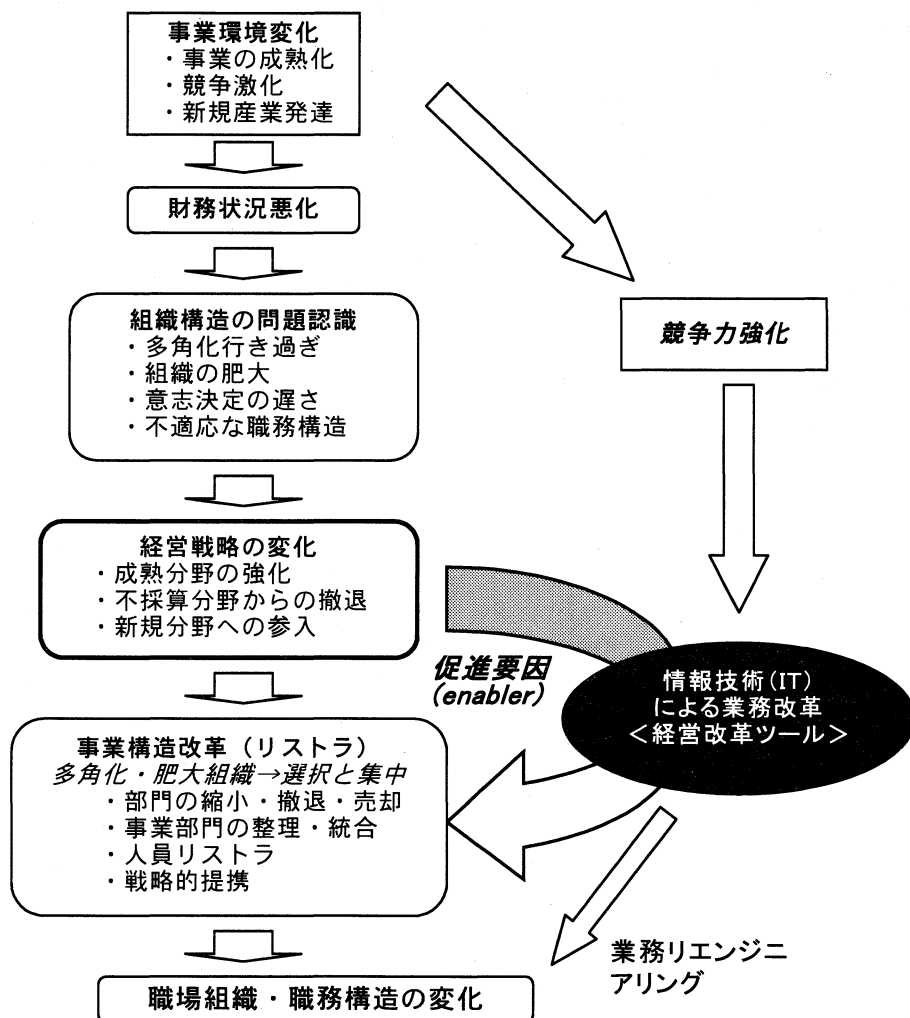 事業環境変化
・事業の成熟化
・競争激化
・新規産業発達
財務状況悪化
組織構造の問題認識
・多角化行き過ぎ
・組織の肥大
・意志決定の遅さ
・不適応な職務構造
競争力強化
経営戦略の変化
・成熟分野の強化
・不採算分野からの撤退
・新規分野への参入
促進要因
(enabler)
情報技術(IT)
による業務改革
＜経営改革ツール＞
事業構造改革（リストラ）
多角化・肥大組織→選択と集中
・部門の縮小・撤退・売却
・事業部門の整理・統合
・人員リストラ
・戦略的提携
業務リエンジニ
アリング
職場組織・職務構造の変化